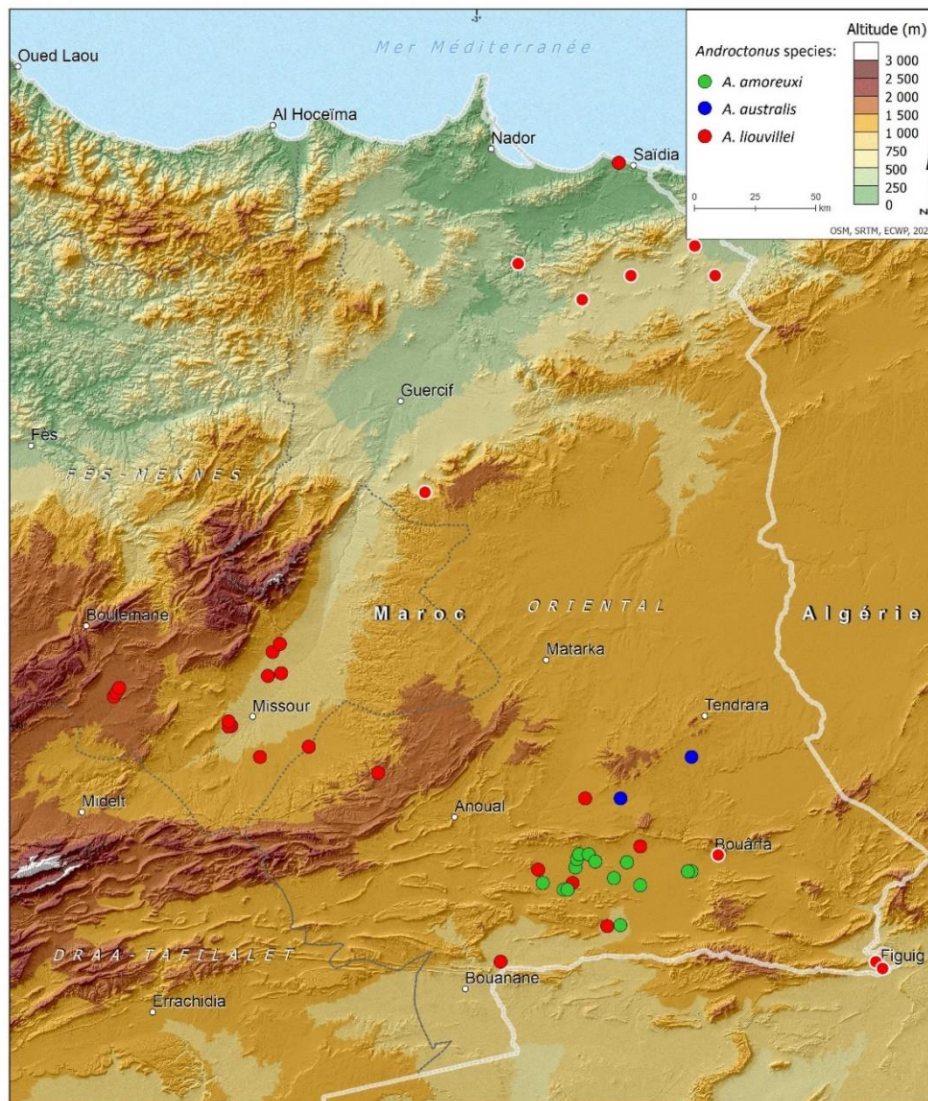 -3°
Mer Méditerranée
Androctonus species:
A. amoreuxi
A. australis
A. liouvillei
0 50
km
Altitude (m)
3 000
2 500
2 000
1 500
1 000
750
500
250
0
z
OSM, SRTM, ECWP, 202
Oued Laou
Al Hoceïma
Nador
Saïdia
Guercif
Fès
FÈS-MEKNES
Boulemane
Maroc
ORIENTAL
Algérie
Matarka
Missour
Tendrara
Midelt
Anoual
Bouârfa
DRAA-TAFILALET
Figuig
Bouanane
Errachidia